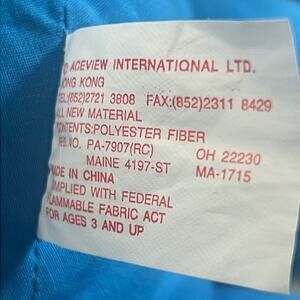 ACEVIEW INTERNATIONAL LTD.
HONG KONG
TEL:(852)2721 3808 FAX:(852)2311 8429
ALL NEW MATERIAL
CONTENTS:POLYESTER FIBER
REG.NO. PA-7907(RC) OH 22230
MAINE 4197-ST MA-1715
MADE IN CHINA
COMPLIED WITH FEDERAL
FLAMMABLE FABRIC ACT
FOR AGES 3 AND UP